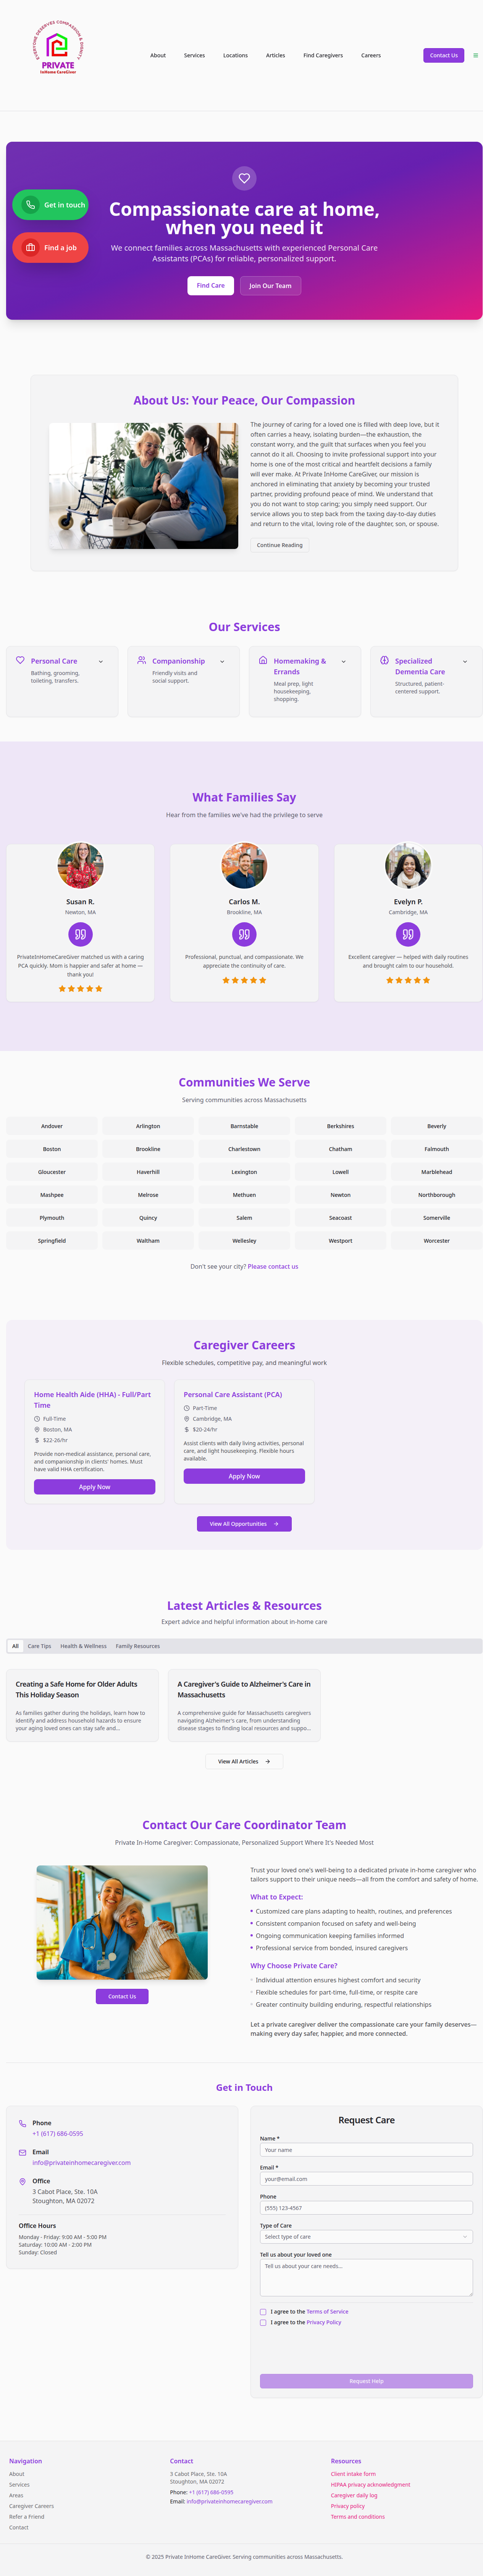 EVERYONE DESERVES COMPASSION & DIGNITY
PRIVATE
InHome CareGiver
About
Services
Locations
Articles
Find Caregivers
Careers
Contact Us
Get in touch
Find a job
Compassionate care at home,
when you need it
We connect families across Massachusetts with experienced Personal Care
Assistants (PCAs) for reliable, personalized support.
Find Care
Join Our Team
About Us: Your Peace, Our Compassion
The journey of caring for a loved one is filled with deep love, but it
often carries a heavy, isolating burden—the exhaustion, the
constant worry, and the guilt that surfaces when you feel you
cannot do it all. Choosing to invite professional support into your
home is one of the most critical and heartfelt decisions a family
will ever make. At Private InHome CareGiver, our mission is
anchored in eliminating that anxiety by becoming your trusted
partner, providing profound peace of mind. We understand that
you do not want to stop caring; you simply need support. Our
service allows you to step back from the taxing day-to-day duties
and return to the vital, loving role of the daughter, son, or spouse.
Continue Reading
Our Services
Personal Care
Bathing, grooming,
toileting, transfers.
Companionship
Friendly visits and
social support.
Homemaking &
Errands
Meal prep, light
housekeeping,
shopping.
Specialized
Dementia Care
Structured, patient-
centered support.
What Families Say
Hear from the families we've had the privilege to serve
Susan R.
Newton, MA
PrivateInHomeCareGiver matched us with a caring
PCA quickly. Mom is happier and safer at home —
thank you!
Carlos M.
Brookline, MA
Professional, punctual, and compassionate. We
appreciate the continuity of care.
Evelyn P.
Cambridge, MA
Excellent caregiver — helped with daily routines
and brought calm to our household.
Communities We Serve
Serving communities across Massachusetts
Andover
Arlington
Barnstable
Berkshires
Beverly
Boston
Brookline
Charlestown
Chatham
Falmouth
Gloucester
Haverhill
Lexington
Lowell
Marblehead
Mashpee
Melrose
Methuen
Newton
Northborough
Plymouth
Quincy
Salem
Seacoast
Somerville
Springfield
Waltham
Wellesley
Westport
Worcester
Don't see your city? Please contact us
Caregiver Careers
Flexible schedules, competitive pay, and meaningful work
Home Health Aide (HHA) - Full/Part
Time
Full-Time
Boston, MA
$22-26/hr
Provide non-medical assistance, personal care,
and companionship in clients' homes. Must
have valid HHA certification.
Apply Now
Personal Care Assistant (PCA)
Part-Time
Cambridge, MA
$20-24/hr
Assist clients with daily living activities, personal
care, and light housekeeping. Flexible hours
available.
Apply Now
View All Opportunities
Latest Articles & Resources
Expert advice and helpful information about in-home care
All
Care Tips
Health & Wellness
Family Resources
Creating a Safe Home for Older Adults
This Holiday Season
As families gather during the holidays, learn how to
identify and address household hazards to ensure
your aging loved ones can stay safe and...
A Caregiver's Guide to Alzheimer's Care in
Massachusetts
A comprehensive guide for Massachusetts caregivers
navigating Alzheimer's care, from understanding
disease stages to finding local resources and suppo...
View All Articles
Contact Our Care Coordinator Team
Private In-Home Caregiver: Compassionate, Personalized Support Where It's Needed Most
Contact Us
Trust your loved one's well-being to a dedicated private in-home caregiver who
tailors support to their unique needs—all from the comfort and safety of home.
What to Expect:
Customized care plans adapting to health, routines, and preferences
Consistent companion focused on safety and well-being
Ongoing communication keeping families informed
Professional service from bonded, insured caregivers
Why Choose Private Care?
Individual attention ensures highest comfort and security
Flexible schedules for part-time, full-time, or respite care
Greater continuity building enduring, respectful relationships
Let a private caregiver deliver the compassionate care your family deserves—
making every day safer, happier, and more connected.
Get in Touch
Phone
+1 (617) 686-0595
Email
info@privateinhomecaregiver.com
Office
3 Cabot Place, Ste. 10A
Stoughton, MA 02072
Office Hours
Monday - Friday: 9:00 AM - 5:00 PM
Saturday: 10:00 AM - 2:00 PM
Sunday: Closed
Request Care
Name *
Your name
Email *
your@email.com
Phone
(555) 123-4567
Type of Care
Select type of care
Tell us about your loved one
Tell us about your care needs...
I agree to the Terms of Service
I agree to the Privacy Policy
Request Help
Navigation
About
Services
Areas
Caregiver Careers
Refer a Friend
Contact
Contact
3 Cabot Place, Ste. 10A
Stoughton, MA 02072
Phone: +1 (617) 686-0595
Email: info@privateinhomecaregiver.com
Resources
Client intake form
HIPAA privacy acknowledgment
Caregiver daily log
Privacy policy
Terms and conditions
© 2025 Private InHome CareGiver. Serving communities across Massachusetts.